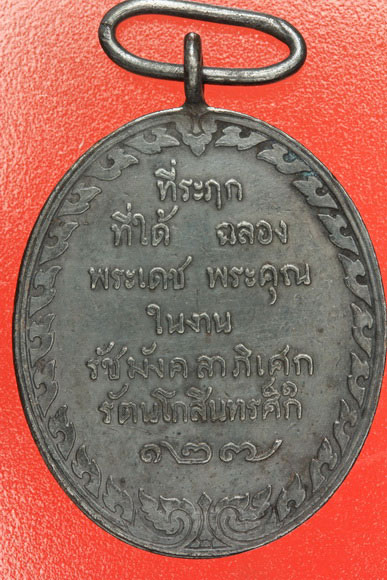 ที่ระฦก
ที่ได้ ฉลอง
พระเดช พระคุณ
ในงาน
รัชมังคลาภิเศก
รัตนโกสินทรศก๊
๑๒๗